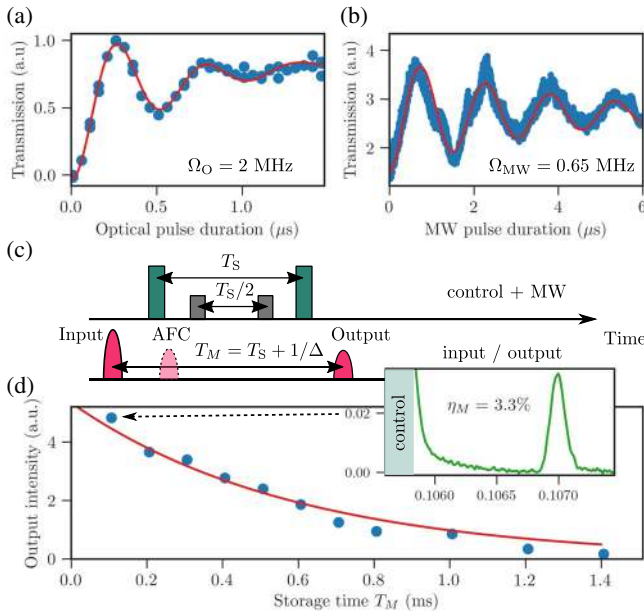 (a)
(b)
Transmission (a.u)
1.0
0.5
0.0
Ω_O = 2 MHz
0.0
0.5
1.0
Optical pulse duration (μs)
Transmission (a.u)
4
3
2
Ω_MW = 0.65 MHz
0
2
4
6
MW pulse duration (μs)
(c)
T_S
T_S/2
control + MW
Time
Input
AFC
T_M = T_S + 1/Δ
Output
input / output
(d)
Output intensity (a.u.)
4
2
0
0.0
0.2
0.4
0.6
0.8
1.0
1.2
1.4
Storage time T_M (ms)
control
η_M = 3.3%
0.02
0.00
0.1060
0.1065
0.1070